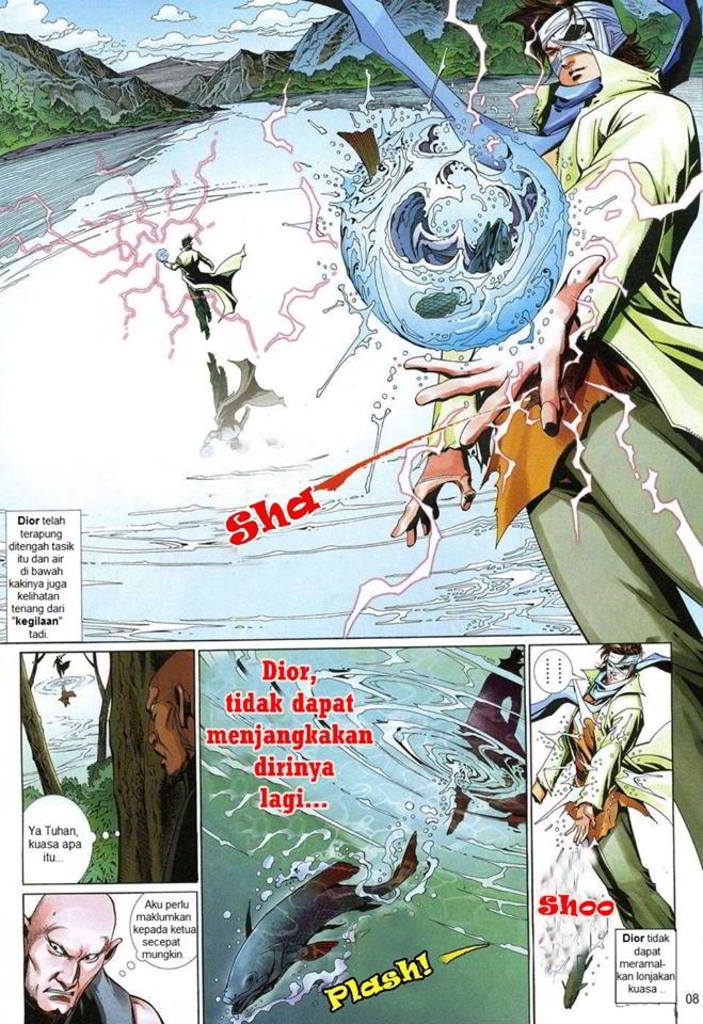 Sha
Dior telah
terapung
ditengah tasik
itu dan air
di bawah
kakinya juga
kelihatan
tenang dari
"kegilaan"
tadi.
Ya Tuhan,
kuasa apa
itu...
Dior,
tidak dapat
menjangkakan
dirinya
lagi...
......
Aku perlu
maklumkan
kepada ketua
secepat
mungkin.
Plash!
Shoo
Dior tidak
dapat
meramal-
kan lonjakan
kuasa ..
08